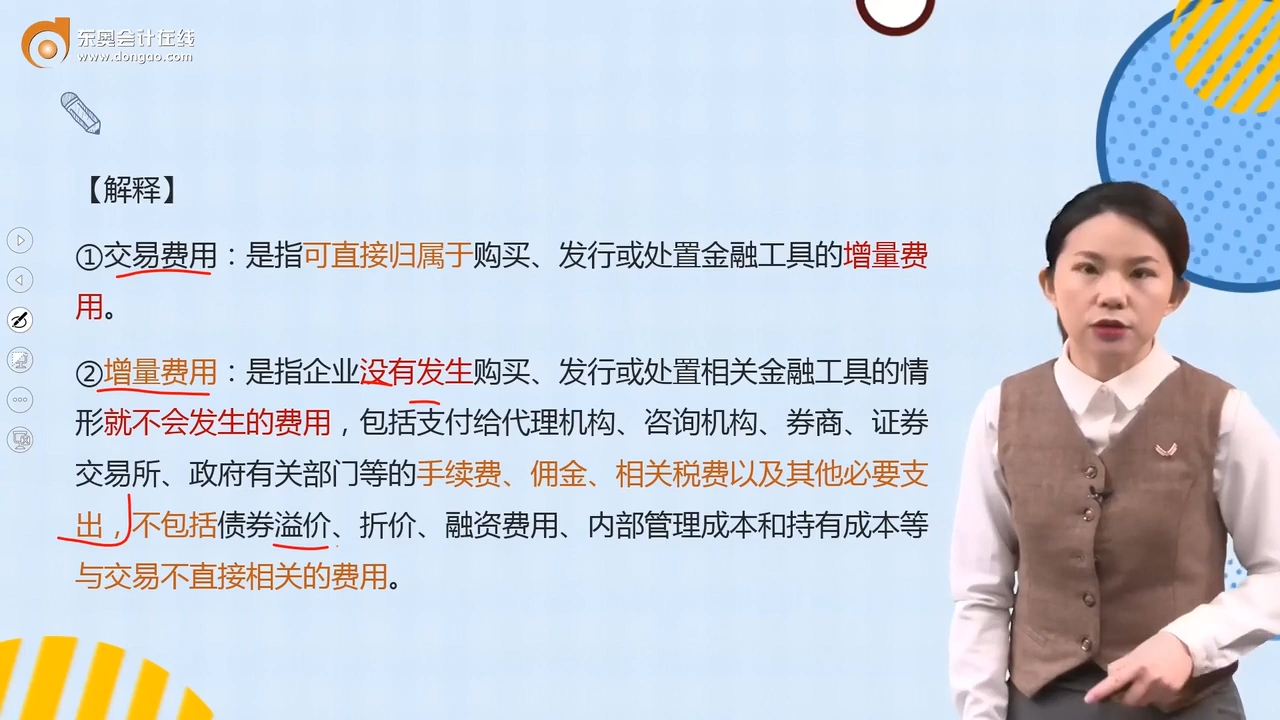 东奥会计在线
www.dongao.com
【解释】
①交易费用：是指可直接归属于购买、发行或处置金融工具的增量费
用。
②增量费用：是指企业没有发生购买、发行或处置相关金融工具的情
形就不会发生的费用，包括支付给代理机构、咨询机构、券商、证券
交易所、政府有关部门等的手续费、佣金、相关税费以及其他必要支
出，不包括债券溢价、折价、融资费用、内部管理成本和持有成本等
与交易不直接相关的费用。